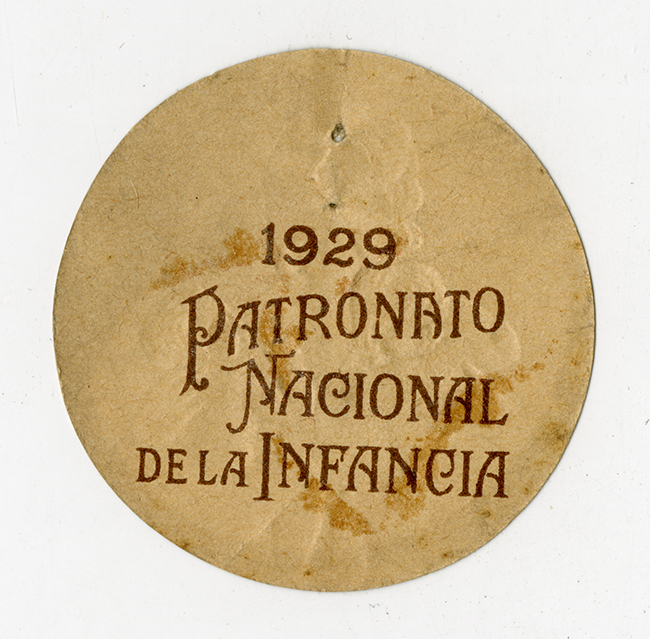 1929
PATRONATO
NACIONAL
DE LA INFANCIA